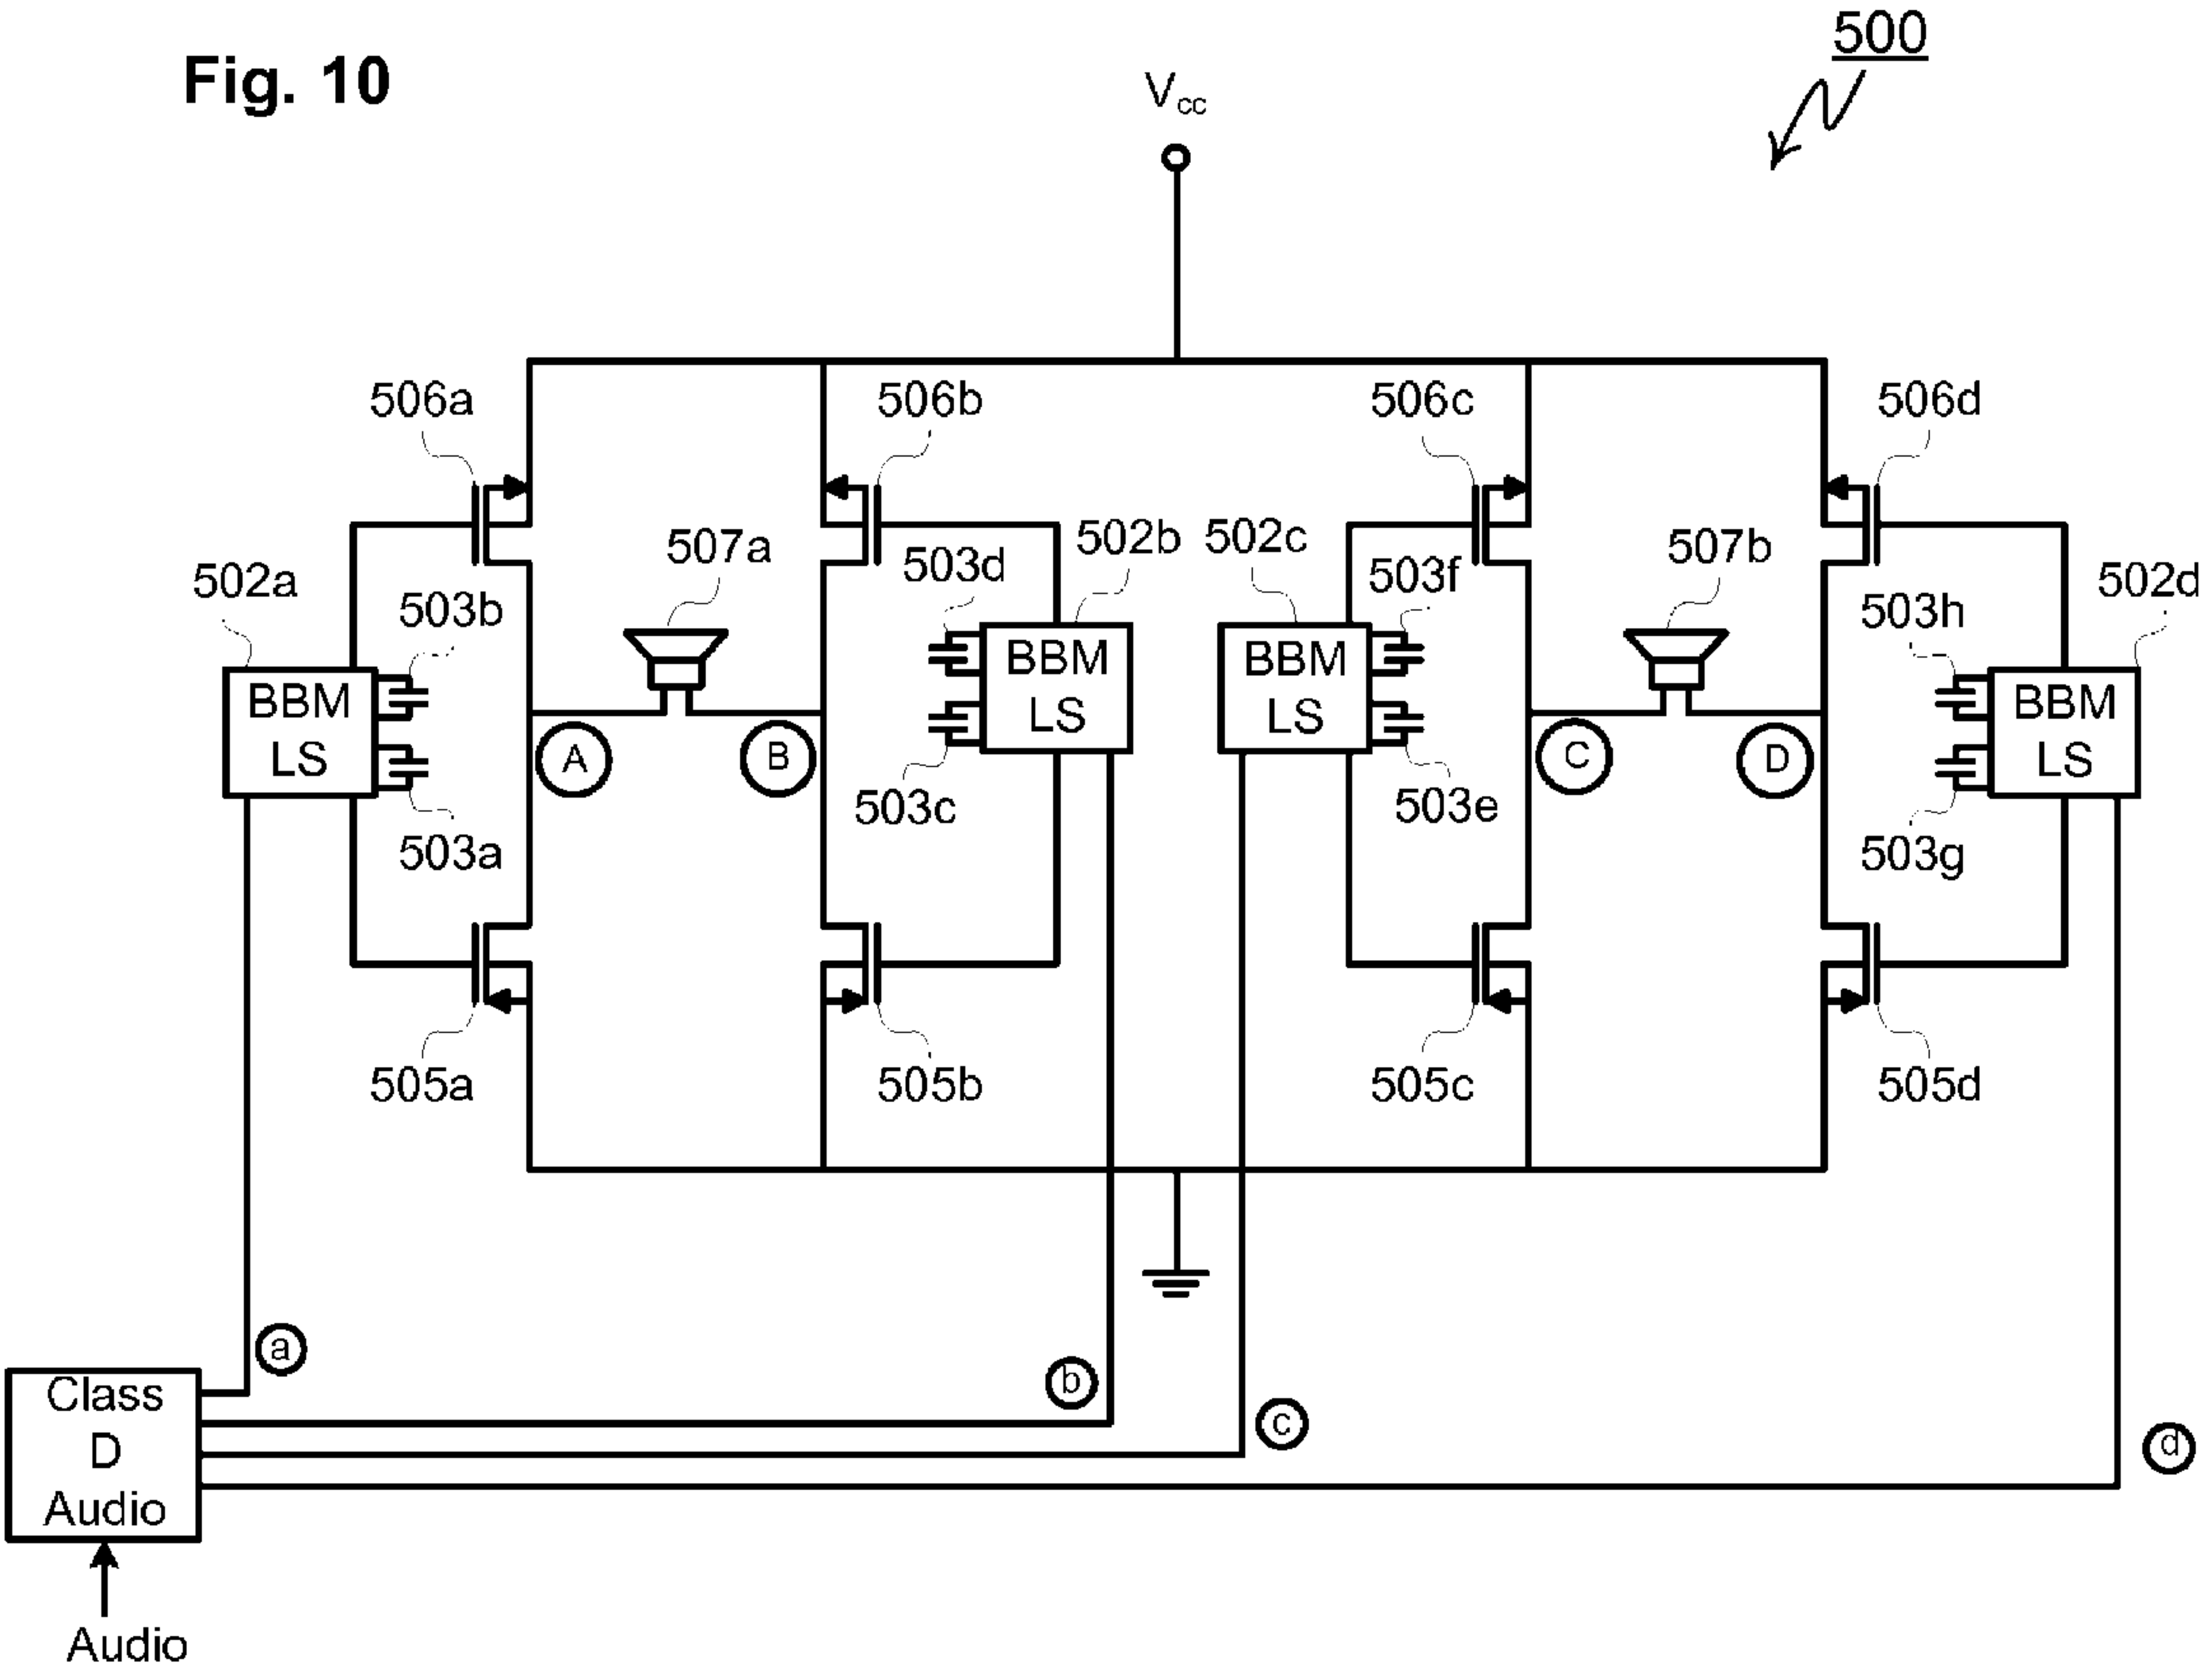 Fig. 10
500
Vcc
506a
506b
506c
506d
502a
503b
507a
503d
502b
502c
503f
507b
503h
502d
BBM
LS
BBM
LS
BBM
LS
BBM
LS
A
B
C
D
503a
503c
503e
503g
505a
505b
505c
505d
a
b
c
d
Class
D
Audio
Audio